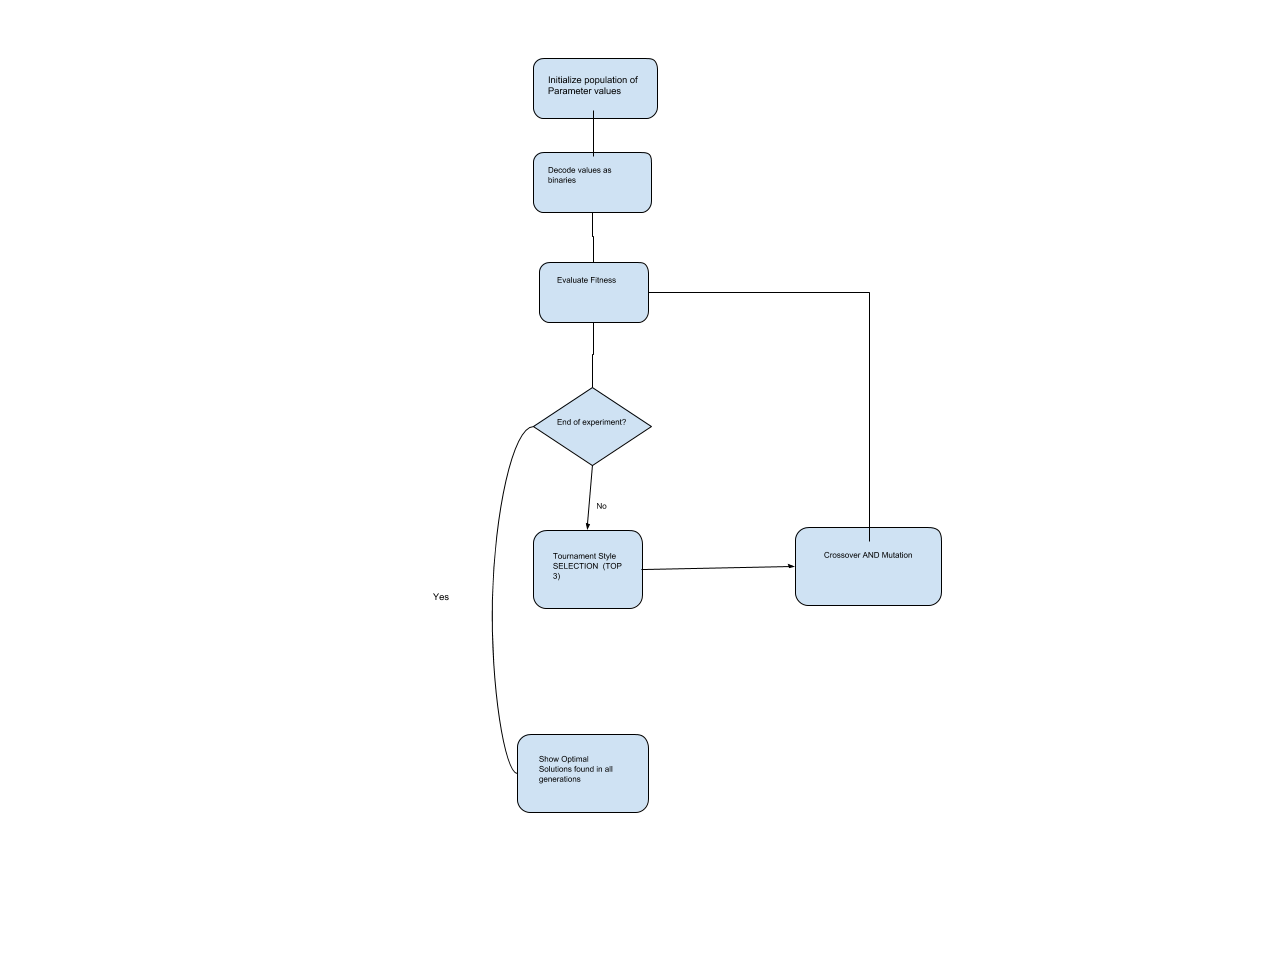 Initialize population of
Parameter values
Decode values as
binaries
Evaluate Fitness
End of experiment?
No
Tournament Style
SELECTION (TOP
3)
Crossover AND Mutation
Yes
Show Optimal
Solutions found in all
generations